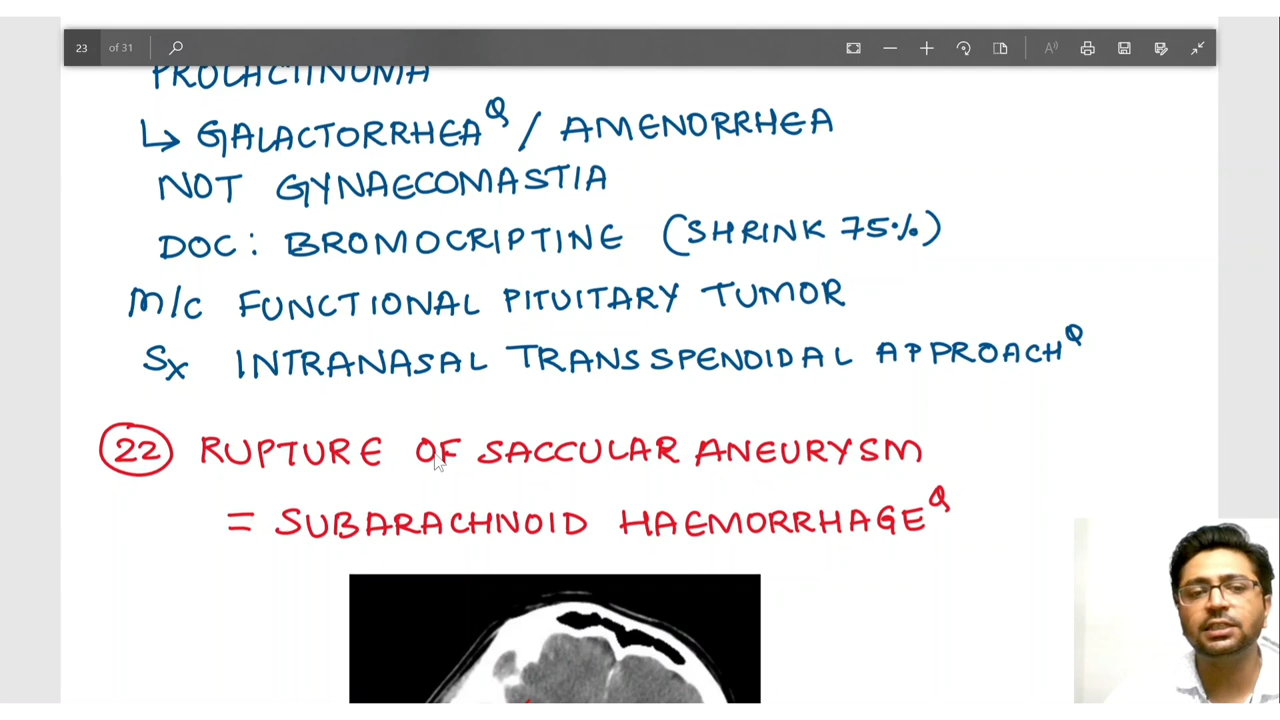 23 of 31
PROLACTINOMA
↳ GALACTORRHEA Q / AMENORRHEA
NOT GYNAECOMASTIA
DOC: BROMOCRIPTINE (SHRINK 75%)
M/C FUNCTIONAL PITUITARY TUMOR
Sx INTRANASAL TRANSSPENOIDAL APPROACH Q
22 RUPTURE OF SACCULAR ANEURYSM
= SUBARACHNOID HAEMORRHAGE Q